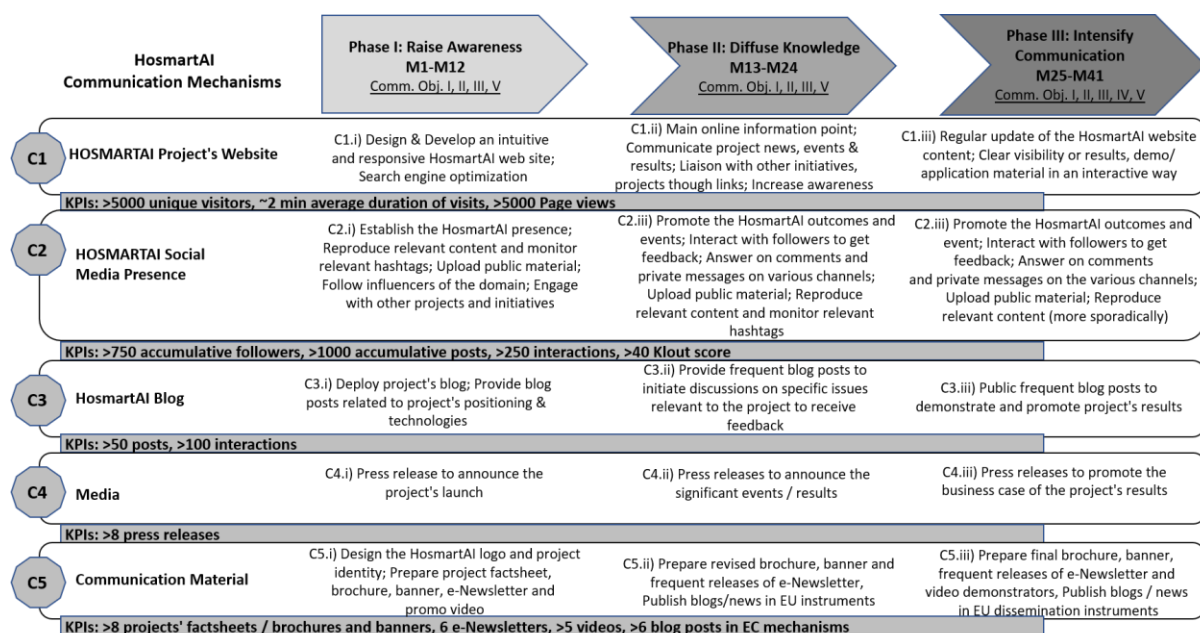 HosmartAI
Communication Mechanisms
Phase I: Raise Awareness
M1-M12
Comm. Obj. I, II, III, V
Phase II: Diffuse Knowledge
M13-M24
Comm. Obj. I, II, III, V
Phase III: Intensify
Communication
M25-M41
Comm. Obj. I, II, III, IV, V
C1
HOSMARTAI Project's Website
C1.i) Design & Develop an intuitive
and responsive HosmartAI web site;
Search engine optimization
C1.ii) Main online information point;
Communicate project news, events &
results; Liaison with other initiatives,
projects though links; Increase awareness
C1.iii) Regular update of the HosmartAI website
content; Clear visibility or results, demo/
application material in an interactive way
KPIs: >5000 unique visitors, ~2 min average duration of visits, >5000 Page views
C2
HOSMARTAI Social
Media Presence
C2.i) Establish the HosmartAI presence;
Reproduce relevant content and monitor
relevant hashtags; Upload public material;
Follow influencers of the domain; Engage
with other projects and initiatives
C2.iii) Promote the HosmartAI outcomes and
events; Interact with followers to get
feedback; Answer on comments and
private messages on various channels;
Upload public material; Reproduce
relevant content and monitor relevant
hashtags
C2.iii) Promote the HosmartAI outcomes and
event; Interact with followers to get
feedback; Answer on comments
and private messages on the various channels;
Upload public material; Reproduce
relevant content (more sporadically)
KPIs: >750 accumulative followers, >1000 accumulative posts, >250 interactions, >40 Klout score
C3
HosmartAI Blog
C3.i) Deploy project's blog; Provide blog
posts related to project's positioning &
technologies
C3.ii) Provide frequent blog posts to
initiate discussions on specific issues
relevant to the project to receive
feedback
C3.iii) Public frequent blog posts to
demonstrate and promote project's results
KPIs: >50 posts, >100 interactions
C4
Media
C4.i) Press release to announce the
project's launch
C4.ii) Press releases to announce the
significant events / results
C4.iii) Press releases to promote the
business case of the project's results
KPIs: >8 press releases
C5
Communication Material
C5.i) Design the HosmartAI logo and project
identity; Prepare project factsheet,
brochure, banner, e-Newsletter and
promo video
C5.ii) Prepare revised brochure, banner and
frequent releases of e-Newsletter,
Publish blogs/news in EU instruments
C5.iii) Prepare final brochure, banner,
frequent releases of e-Newsletter and
video demonstrators, Publish blogs / news
in EU dissemination instruments
KPIs: >8 projects' factsheets / brochures and banners, 6 e-Newsletters, >5 videos, >6 blog posts in EC mechanisms